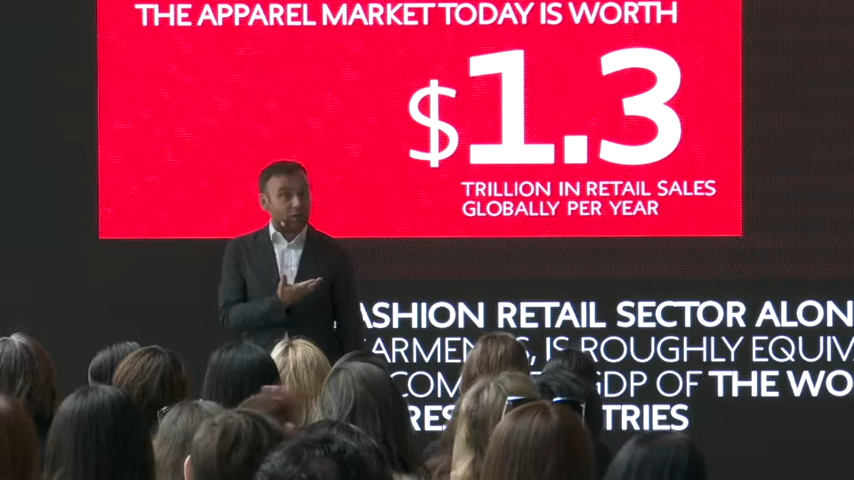 THE APPAREL MARKET TODAY IS WORTH
$1.3
TRILLION IN RETAIL SALES
GLOBALLY PER YEAR
RETAIL SECTOR
IS ROUGHLY
GDP OF THE